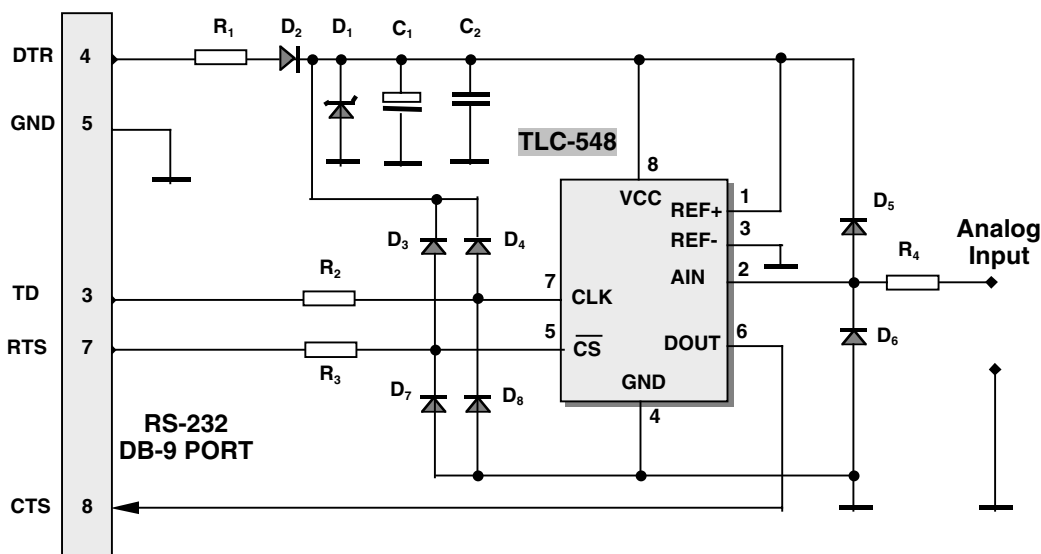 R₁
D₂
D₁
C₁
C₂
DTR 4
GND 5
TLC-548
8
VCC
REF+ 1
REF- 3
AIN 2
D₅
R₄
Analog
Input
D₃
D₄
R₂
TD 3
7 CLK
RTS 7
5 CS
DOUT 6
D₆
R₃
GND
4
D₇
D₈
RS-232
DB-9 PORT
CTS 8